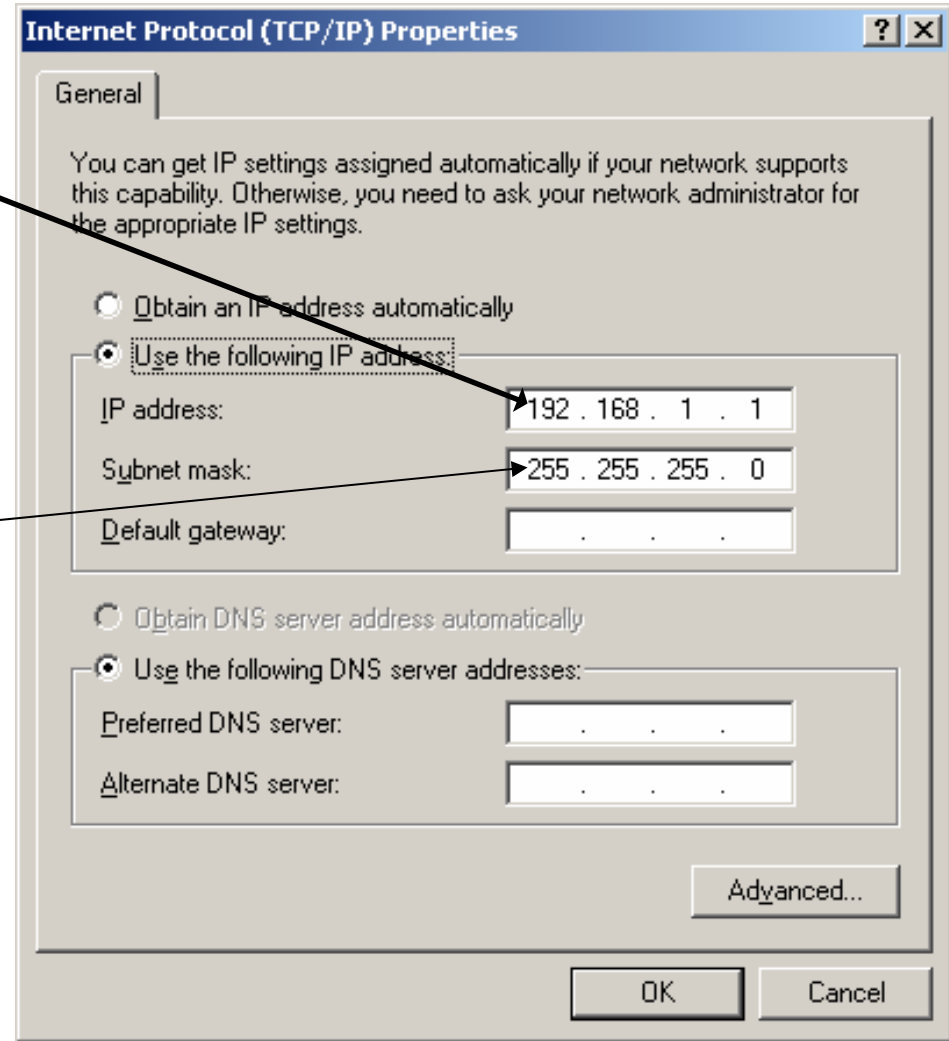 Internet Protocol (TCP/IP) Properties
?
General
You can get IP settings assigned automatically if your network supports
this capability. Otherwise, you need to ask your network administrator for
the appropriate IP settings.
Obtain an IP address automatically
Use the following IP address:
IP address: 192 . 168 . 1 . 1
Subnet mask: 255 . 255 . 255 . 0
Default gateway: . . .
Obtain DNS server address automatically
Use the following DNS server addresses:
Preferred DNS server: . . .
Alternate DNS server: . . .
Advanced...
OK Cancel